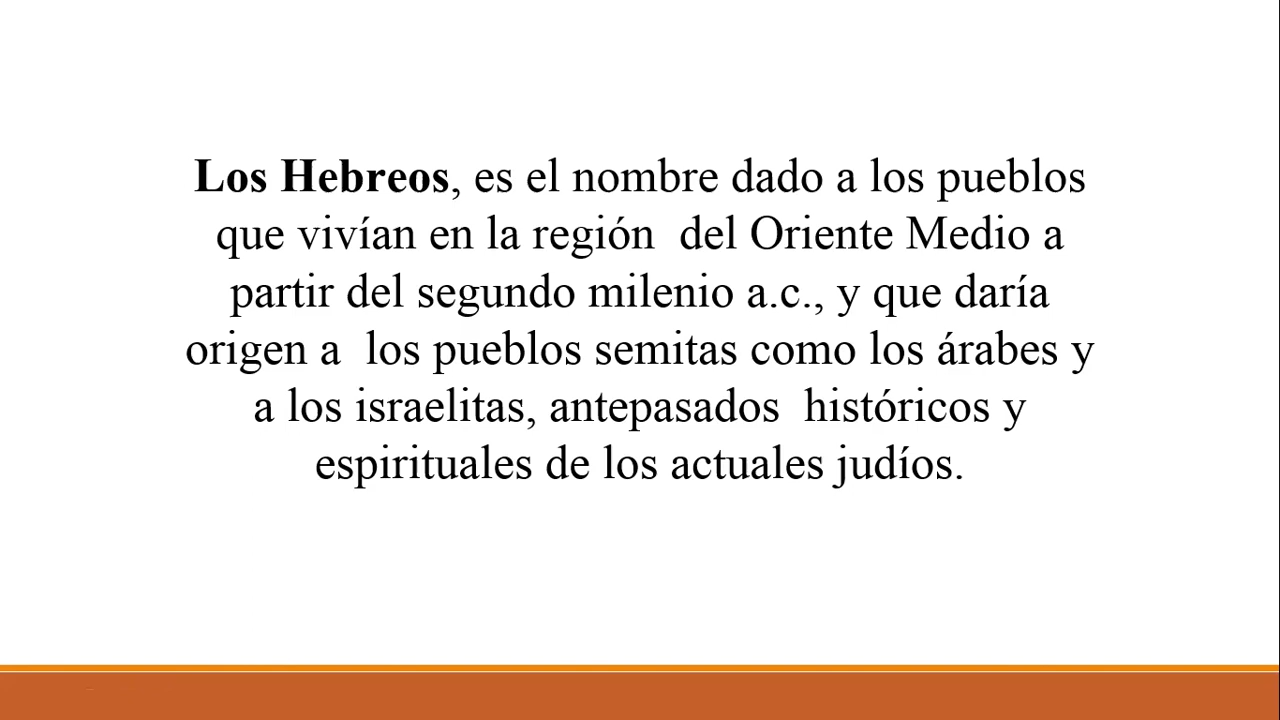 Los Hebreos, es el nombre dado a los pueblos
que vivían en la región  del Oriente Medio a
partir del segundo milenio a.c., y que daría
origen a  los pueblos semitas como los árabes y
a los israelitas, antepasados  históricos y
espirituales de los actuales judíos.